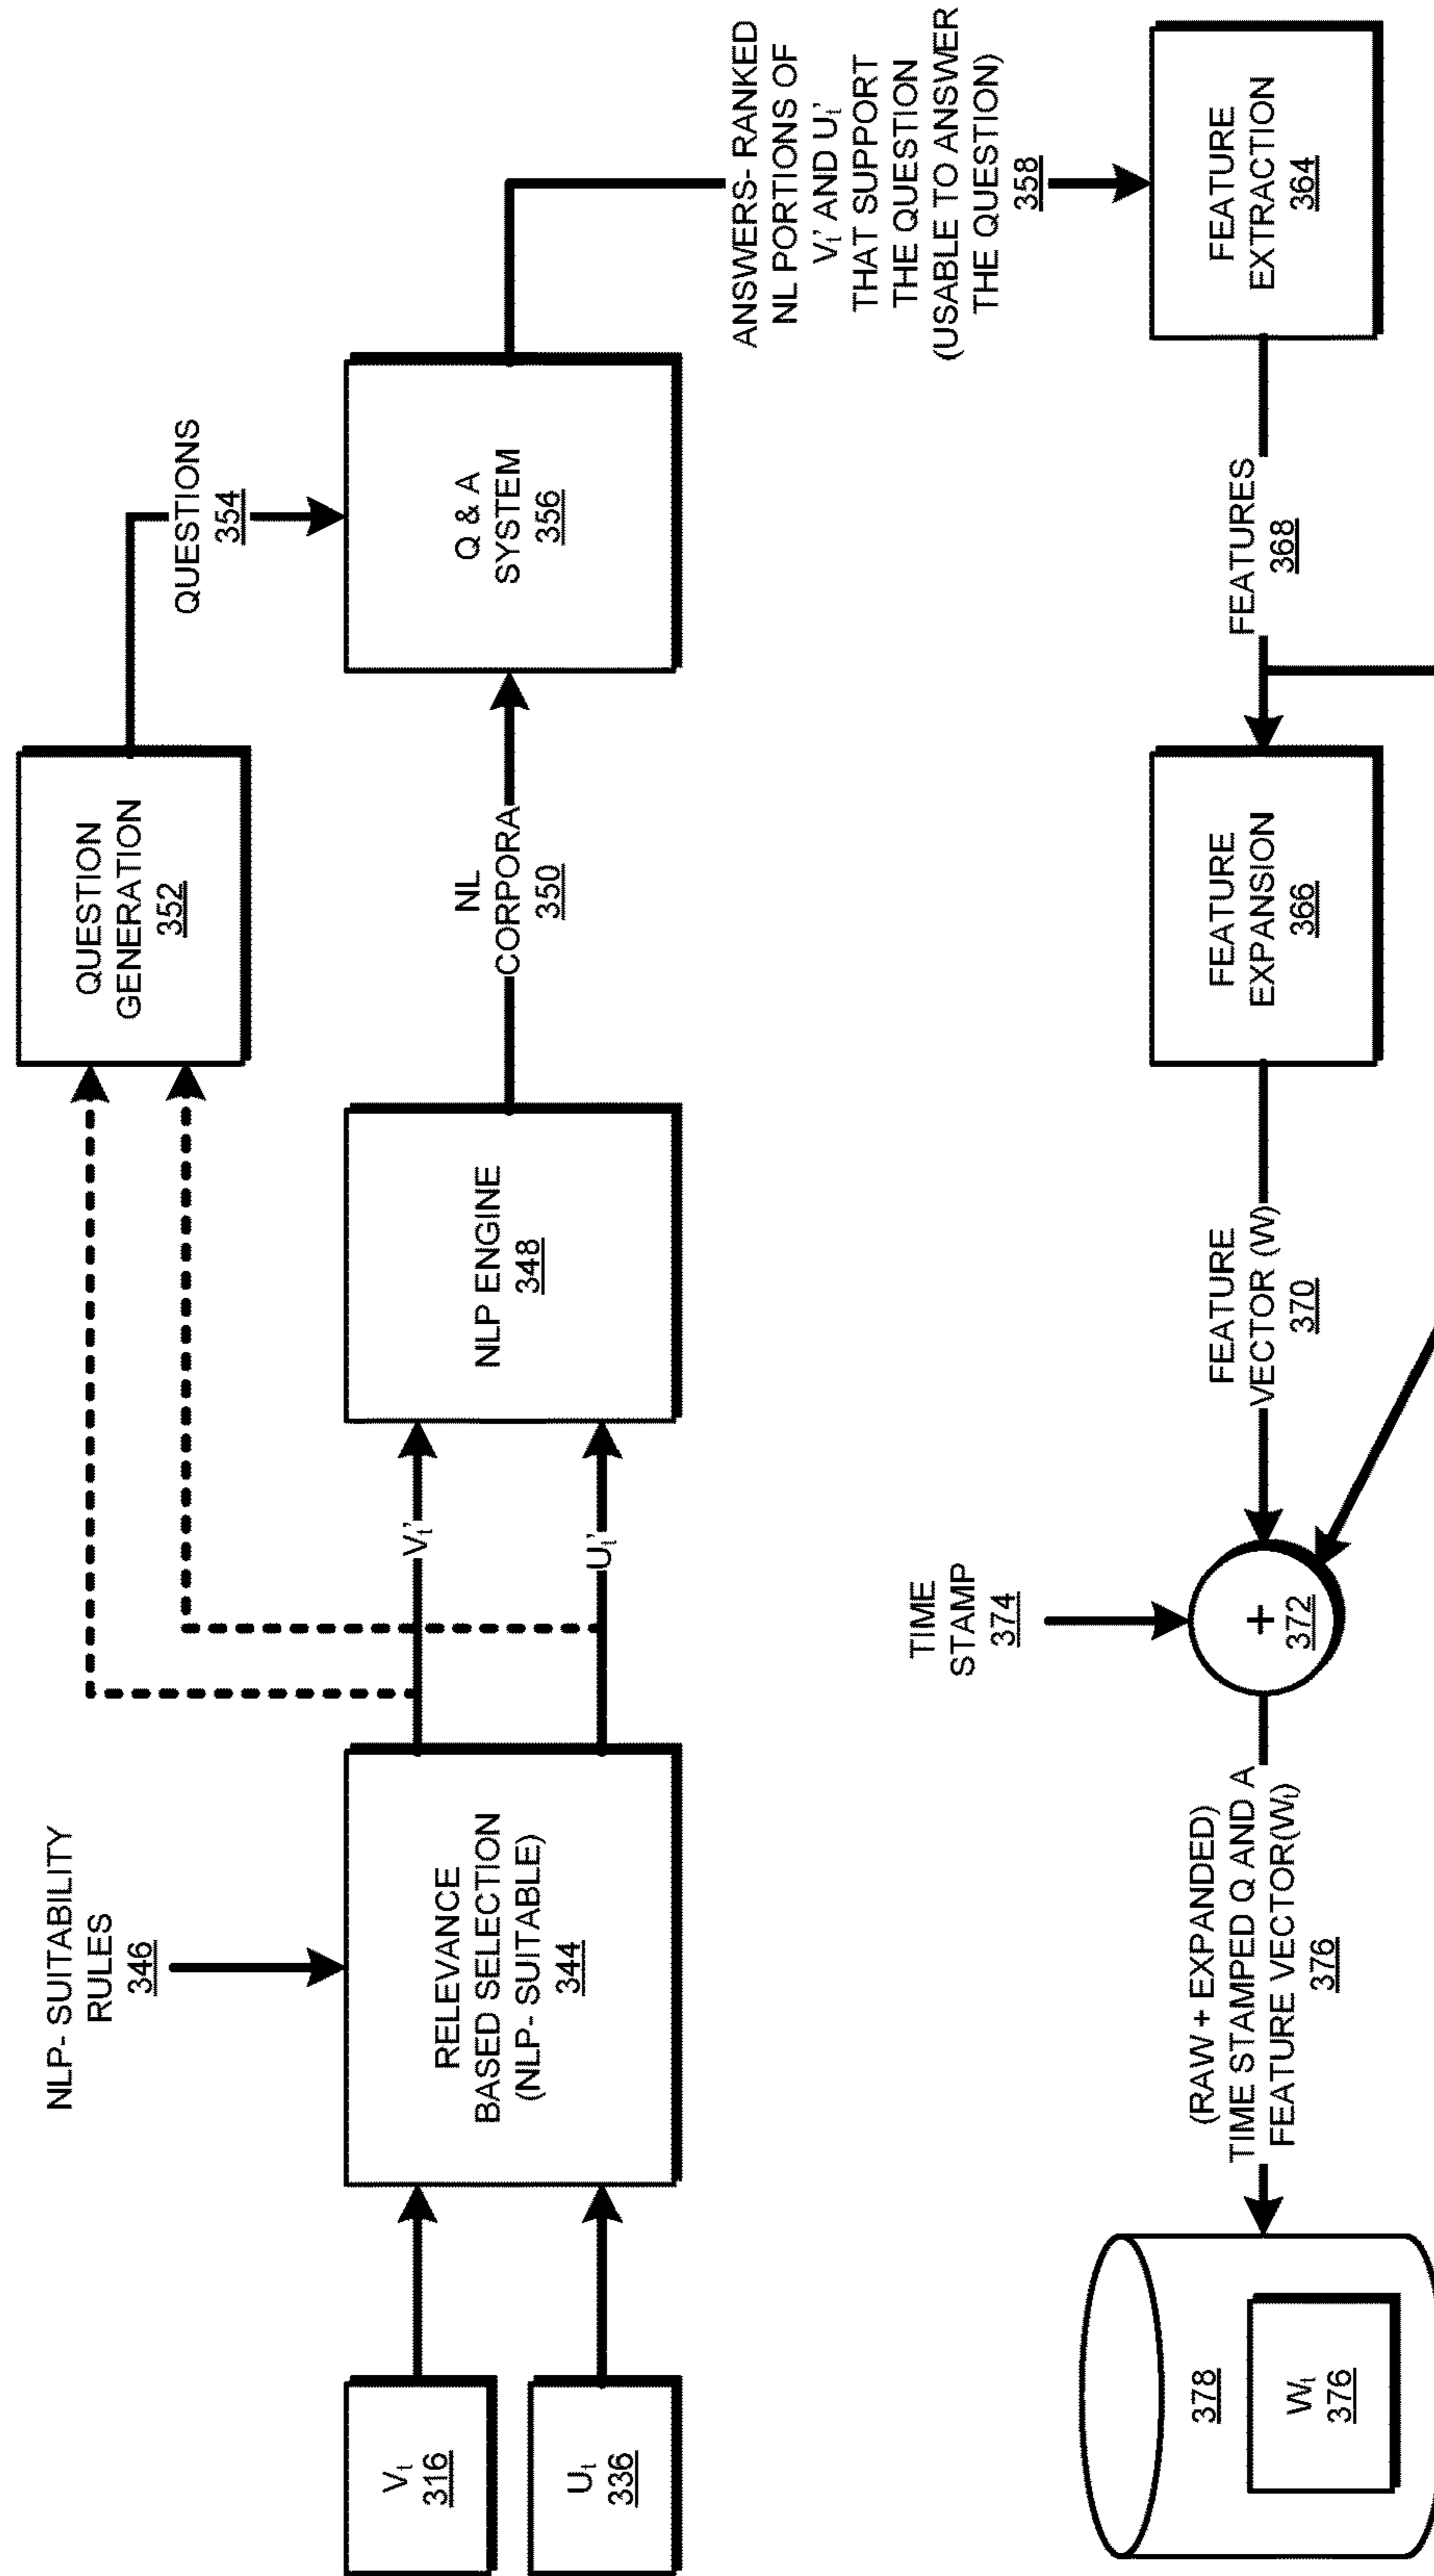 NLP- SUITABILITY
RULES
346
QUESTION
GENERATION
352
QUESTIONS
354
Vt
316
Ut
336
RELEVANCE
BASED SELECTION
(NLP- SUITABLE)
344
Vt’
Ut’
NLP ENGINE
348
NL
CORPORA
350
Q & A
SYSTEM
356
ANSWERS- RANKED
NL PORTIONS OF
Vt’ AND Ut’
THAT SUPPORT
THE QUESTION
(USABLE TO ANSWER
THE QUESTION)
358
FEATURE
EXTRACTION
364
FEATURES
368
FEATURE
EXPANSION
366
FEATURE
VECTOR (W)
370
TIME
STAMP
374
+
372
(RAW + EXPANDED)
TIME STAMPED Q AND A
FEATURE VECTOR(Wt)
376
378
Wt
376